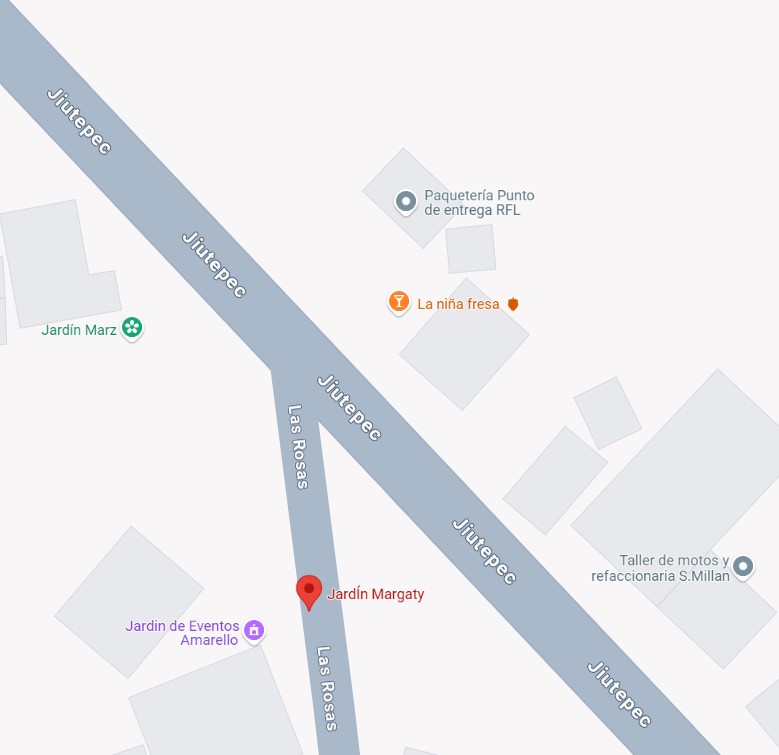 Jiutepec
Paquetería Punto
de entrega RFL
Jiutepec
La niña fresa
Jardín Marz
Jiutepec
Las Rosas
Jiutepec
Taller de motos y
refaccionaria S.Millan
JardÍn Margaty
Jardin de Eventos
Amarello
Las Rosas
Jiutepec